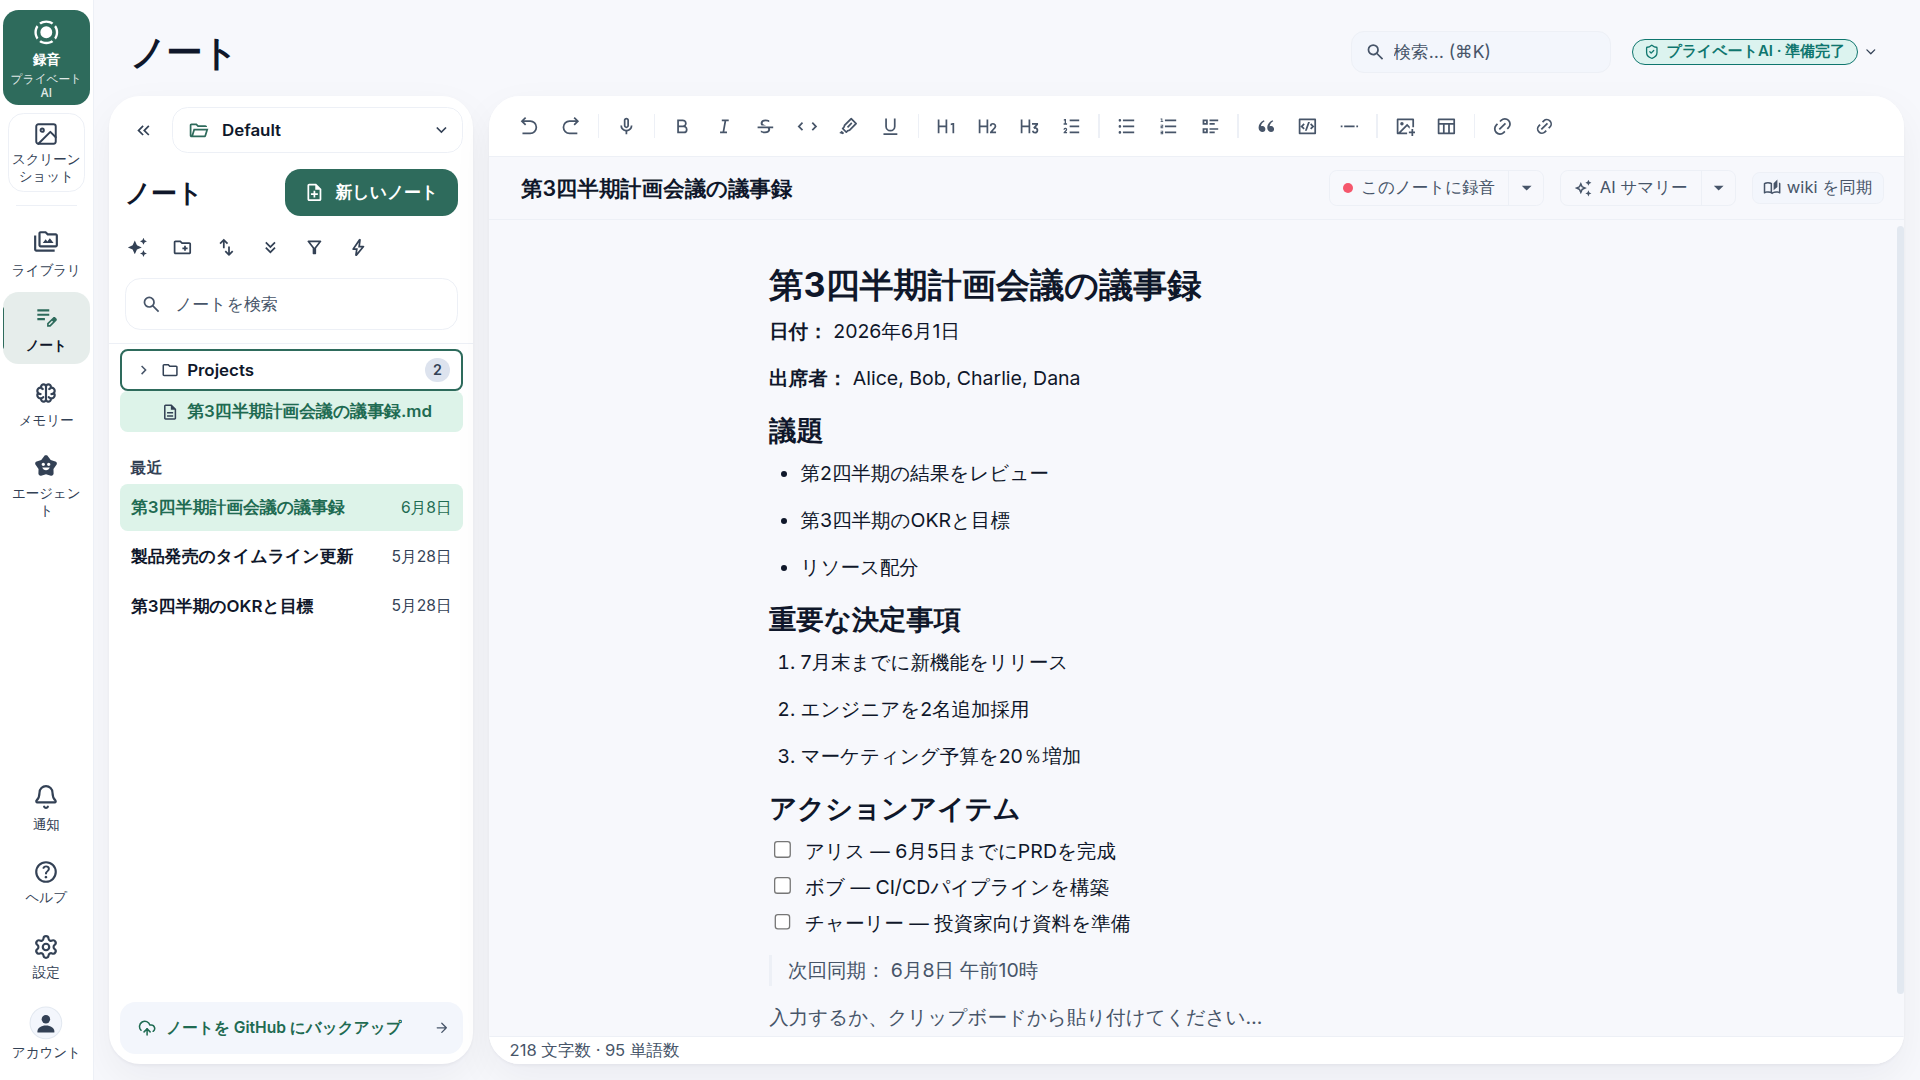 録音
プライベート
AI
スクリーン
ショット
ライブラリ
ノート
メモリー
エージェン
ト
通知
ヘルプ
設定
アカウント
ノート
検索... (⌘K)
プライベートAI · 準備完了
Default
ノート
新しいノート
ノートを検索
Projects
2
第3四半期計画会議の議事録.md
最近
第3四半期計画会議の議事録
6月8日
製品発売のタイムライン更新
5月28日
第3四半期のOKRと目標
5月28日
ノートを GitHub にバックアップ
B I S U H1 H2 H3
第3四半期計画会議の議事録
このノートに録音
AI サマリー
wiki を同期
第3四半期計画会議の議事録
日付： 2026年6月1日
出席者： Alice, Bob, Charlie, Dana
議題
• 第2四半期の結果をレビュー
• 第3四半期のOKRと目標
• リソース配分
重要な決定事項
1. 7月末までに新機能をリリース
2. エンジニアを2名追加採用
3. マーケティング予算を20％増加
アクションアイテム
アリス — 6月5日までにPRDを完成
ボブ — CI/CDパイプラインを構築
チャーリー — 投資家向け資料を準備
次回同期： 6月8日 午前10時
入力するか、クリップボードから貼り付けてください...
218 文字数 · 95 単語数